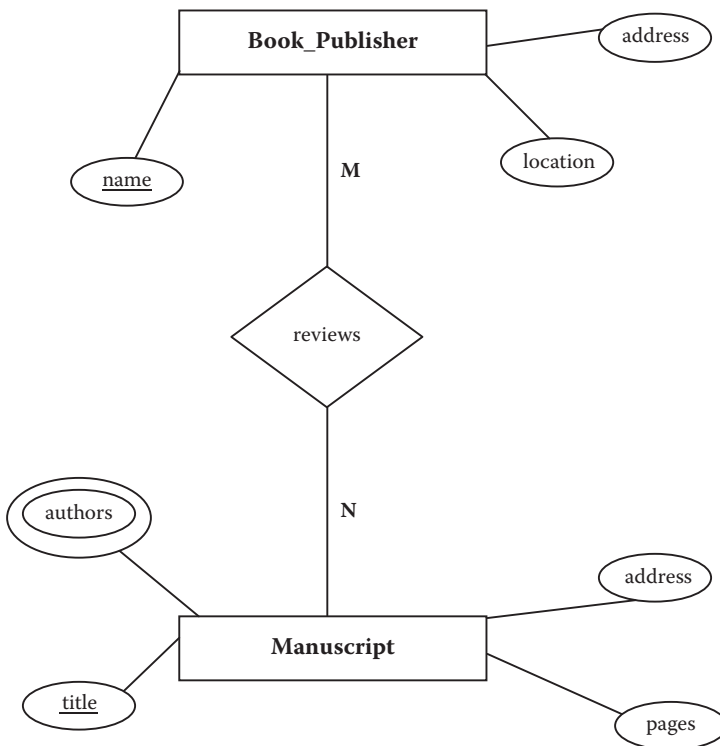 Book_Publisher
address
name
location
M
reviews
authors
N
address
Manuscript
title
pages